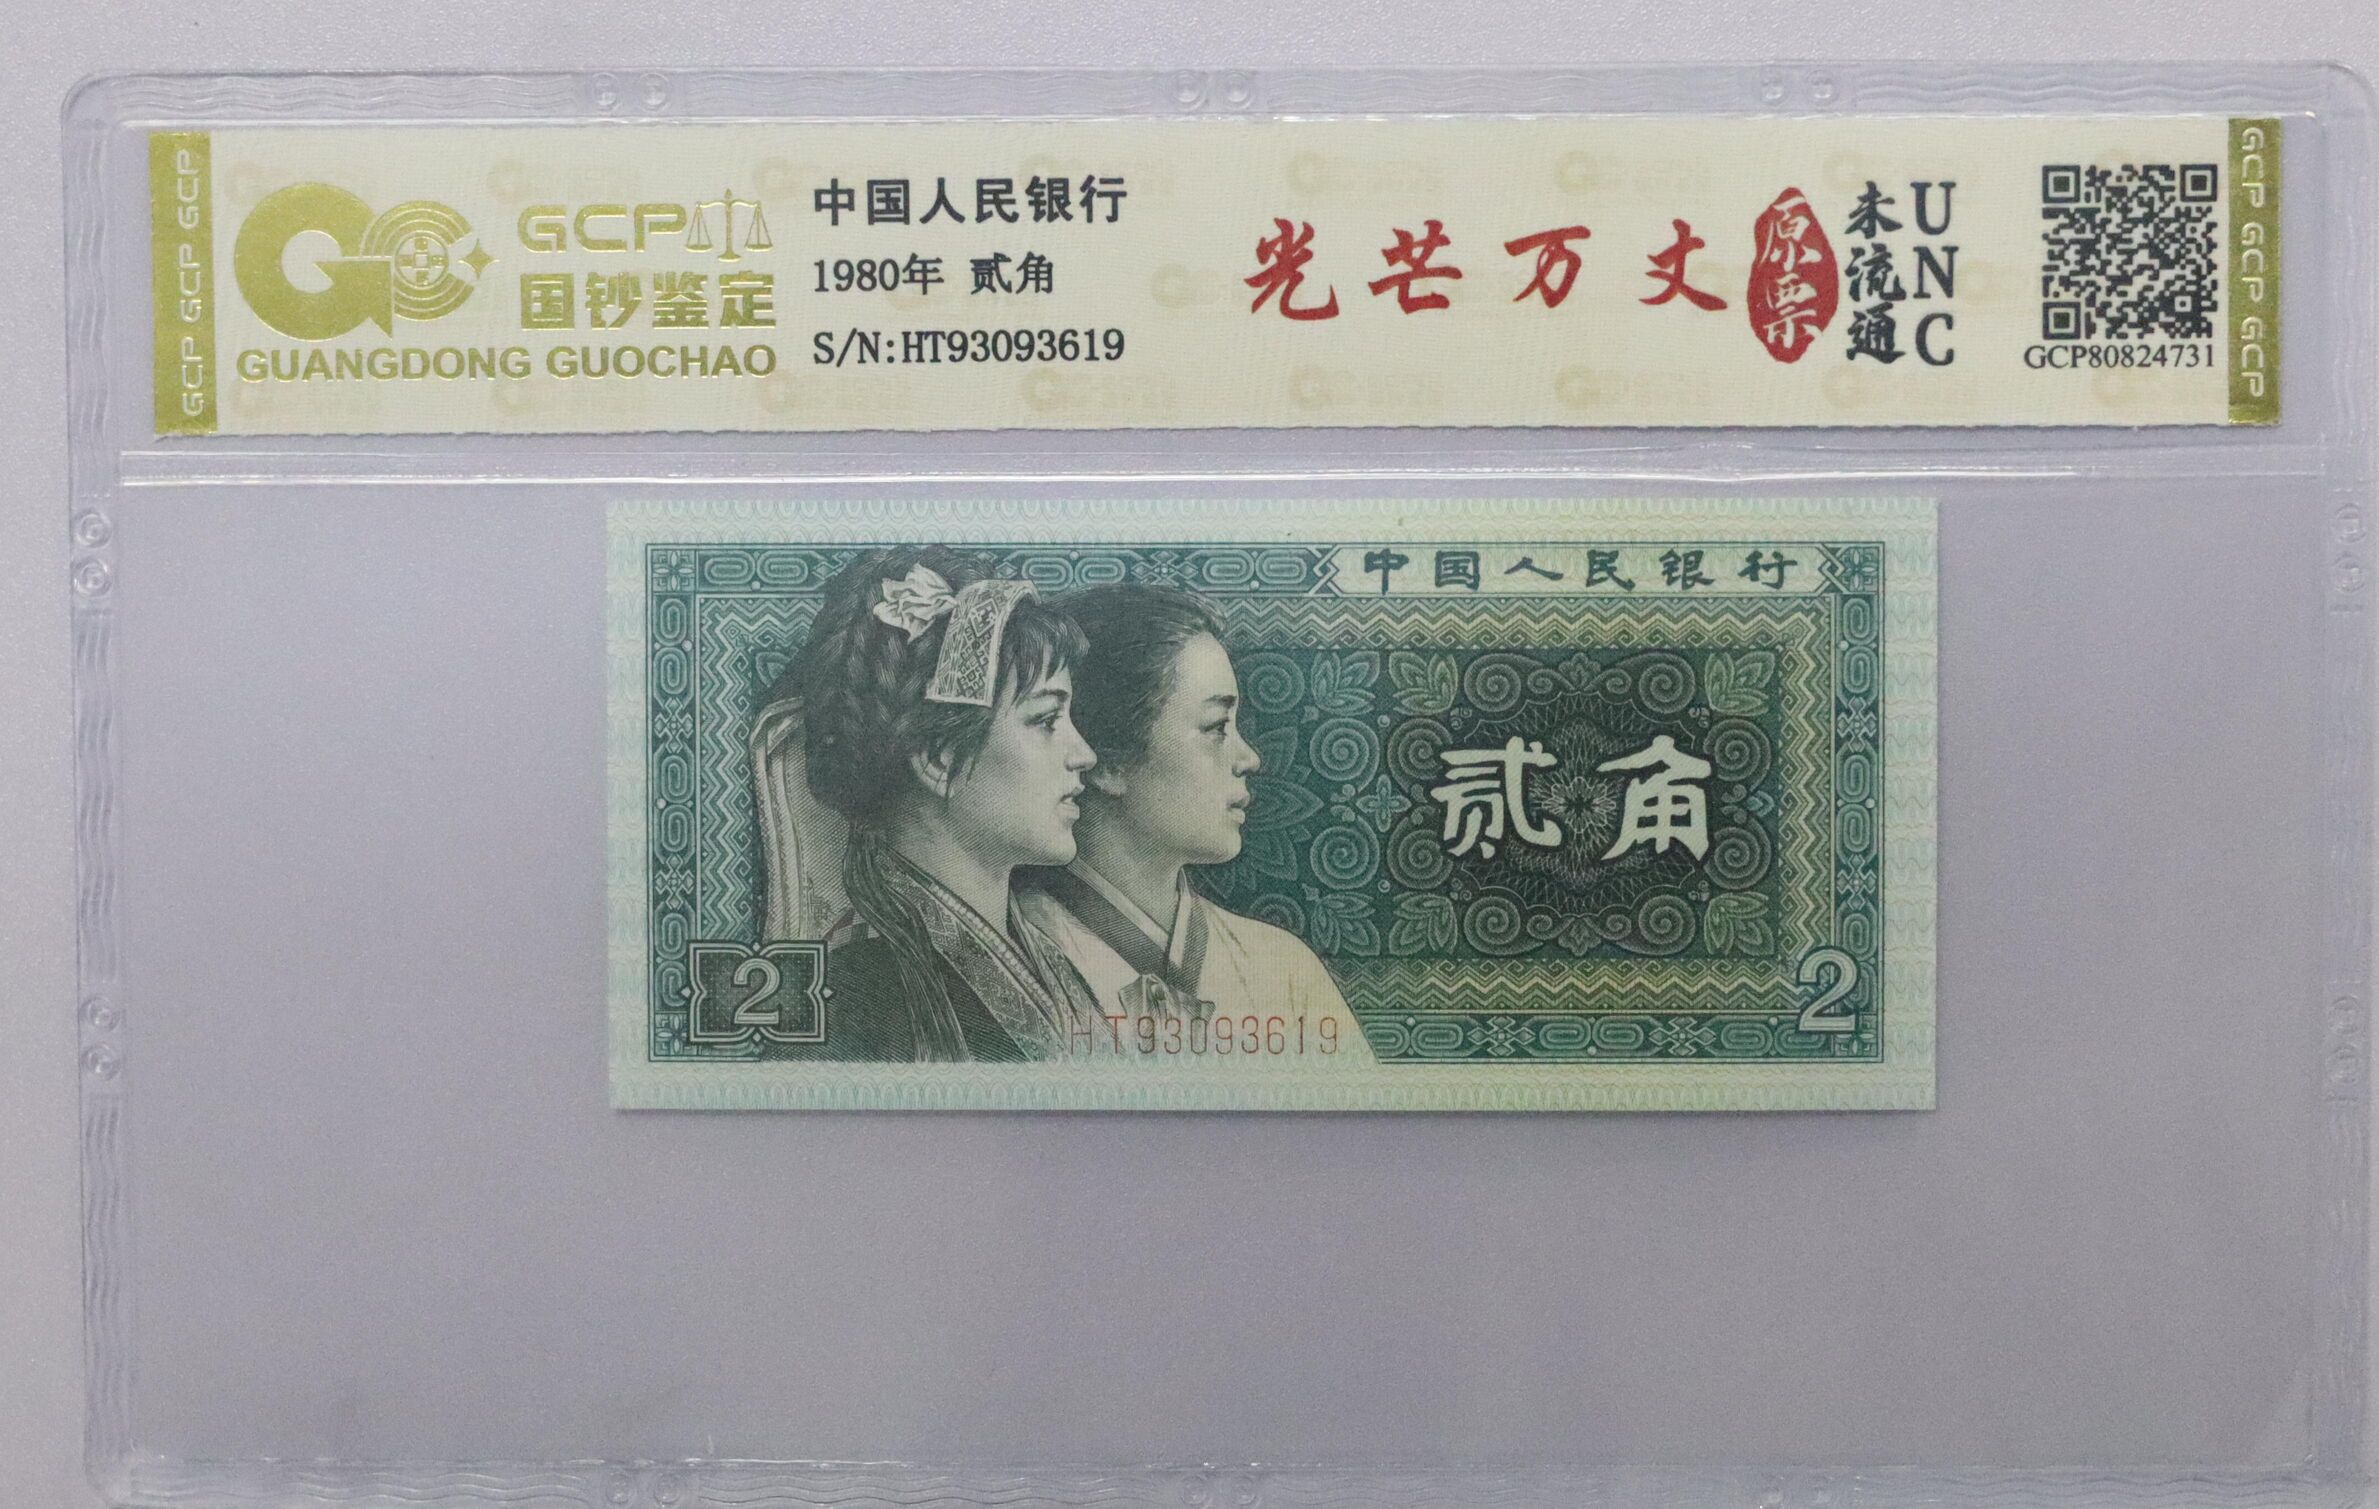 GCP GCP GCP
GCP
国钞鉴定
GUANGDONG GUOCHAO
中国人民银行
1980年 贰角
S/N:HT93093619
光芒万丈
原票
未流通
UNC
GCP80824731
GCP GCP GCP
中国人民银行
贰角
2
2
HT93093619